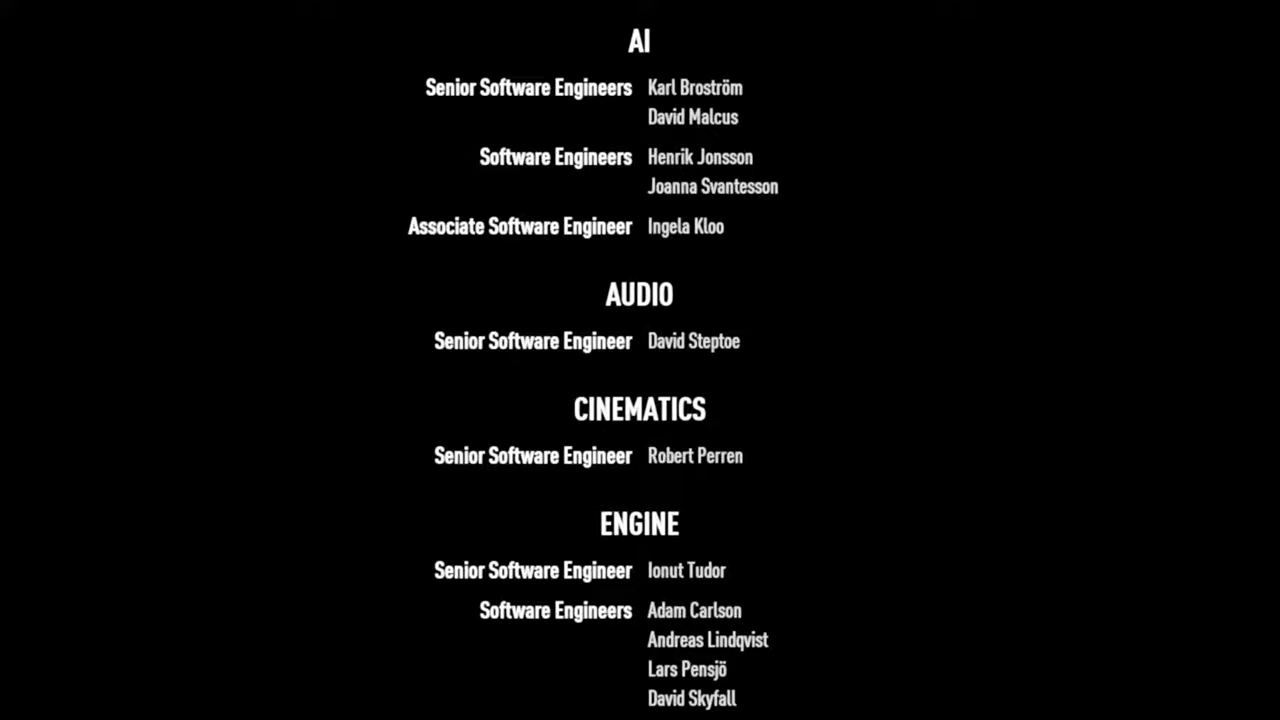 AI
Senior Software Engineers Karl Broström
David Malcus
Software Engineers Henrik Jonsson
Joanna Svantesson
Associate Software Engineer Ingela Kloo
AUDIO
Senior Software Engineer David Steptoe
CINEMATICS
Senior Software Engineer Robert Perren
ENGINE
Senior Software Engineer Ionut Tudor
Software Engineers Adam Carlson
Andreas Lindqvist
Lars Pensjö
David Skyfall